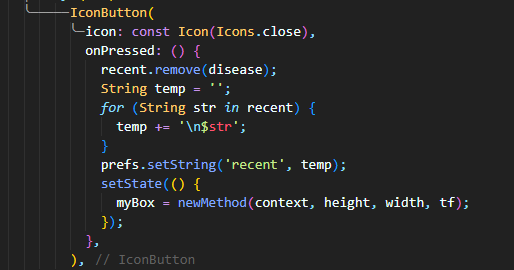 IconButton(
icon: const Icon(Icons.close),
onPressed: () {
recent.remove(disease);
String temp = '';
for (String str in recent) {
temp += '\n$str';
}
prefs.setString('recent', temp);
setState(() {
myBox = newMethod(context, height, width, tf);
});
},
), // IconButton